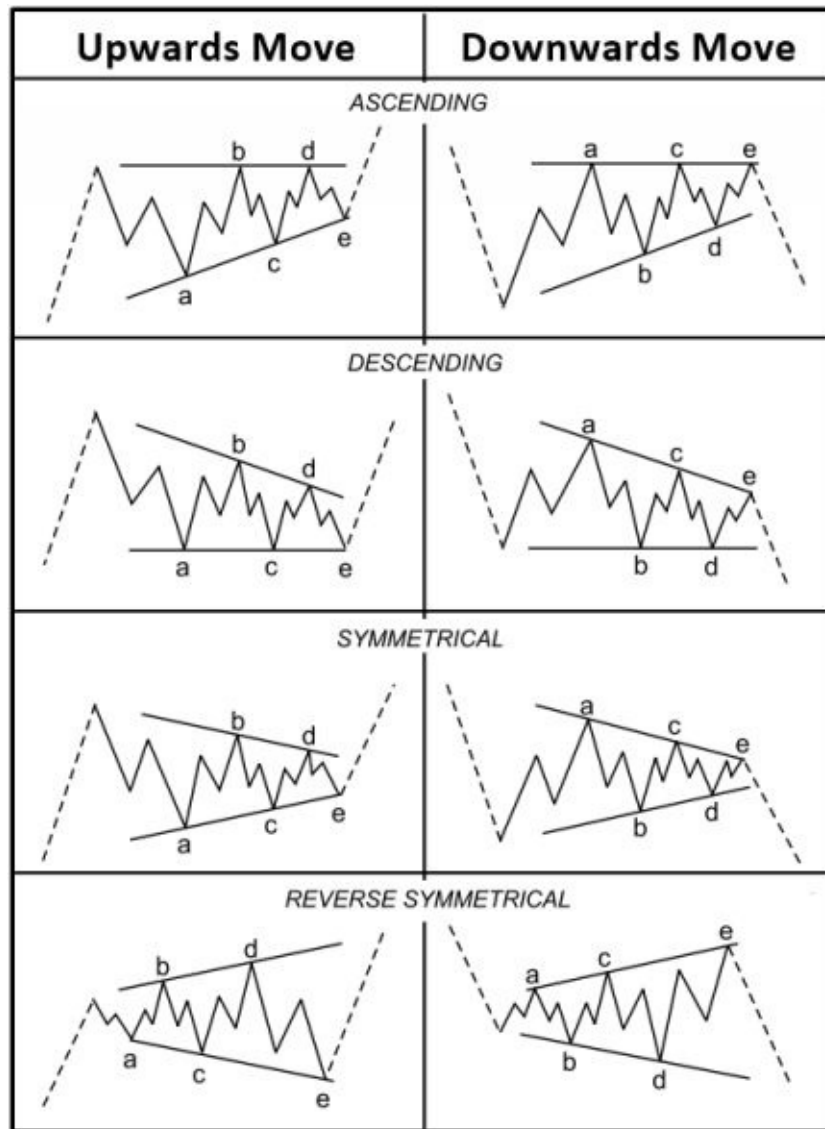 Upwards Move
Downwards Move
ASCENDING
b d
a c e
a c e
b d
DESCENDING
b d
a c e
a c e
b d
SYMMETRICAL
b d
a c e
a c e
b d
REVERSE SYMMETRICAL
b d
a c e
a c e
b d